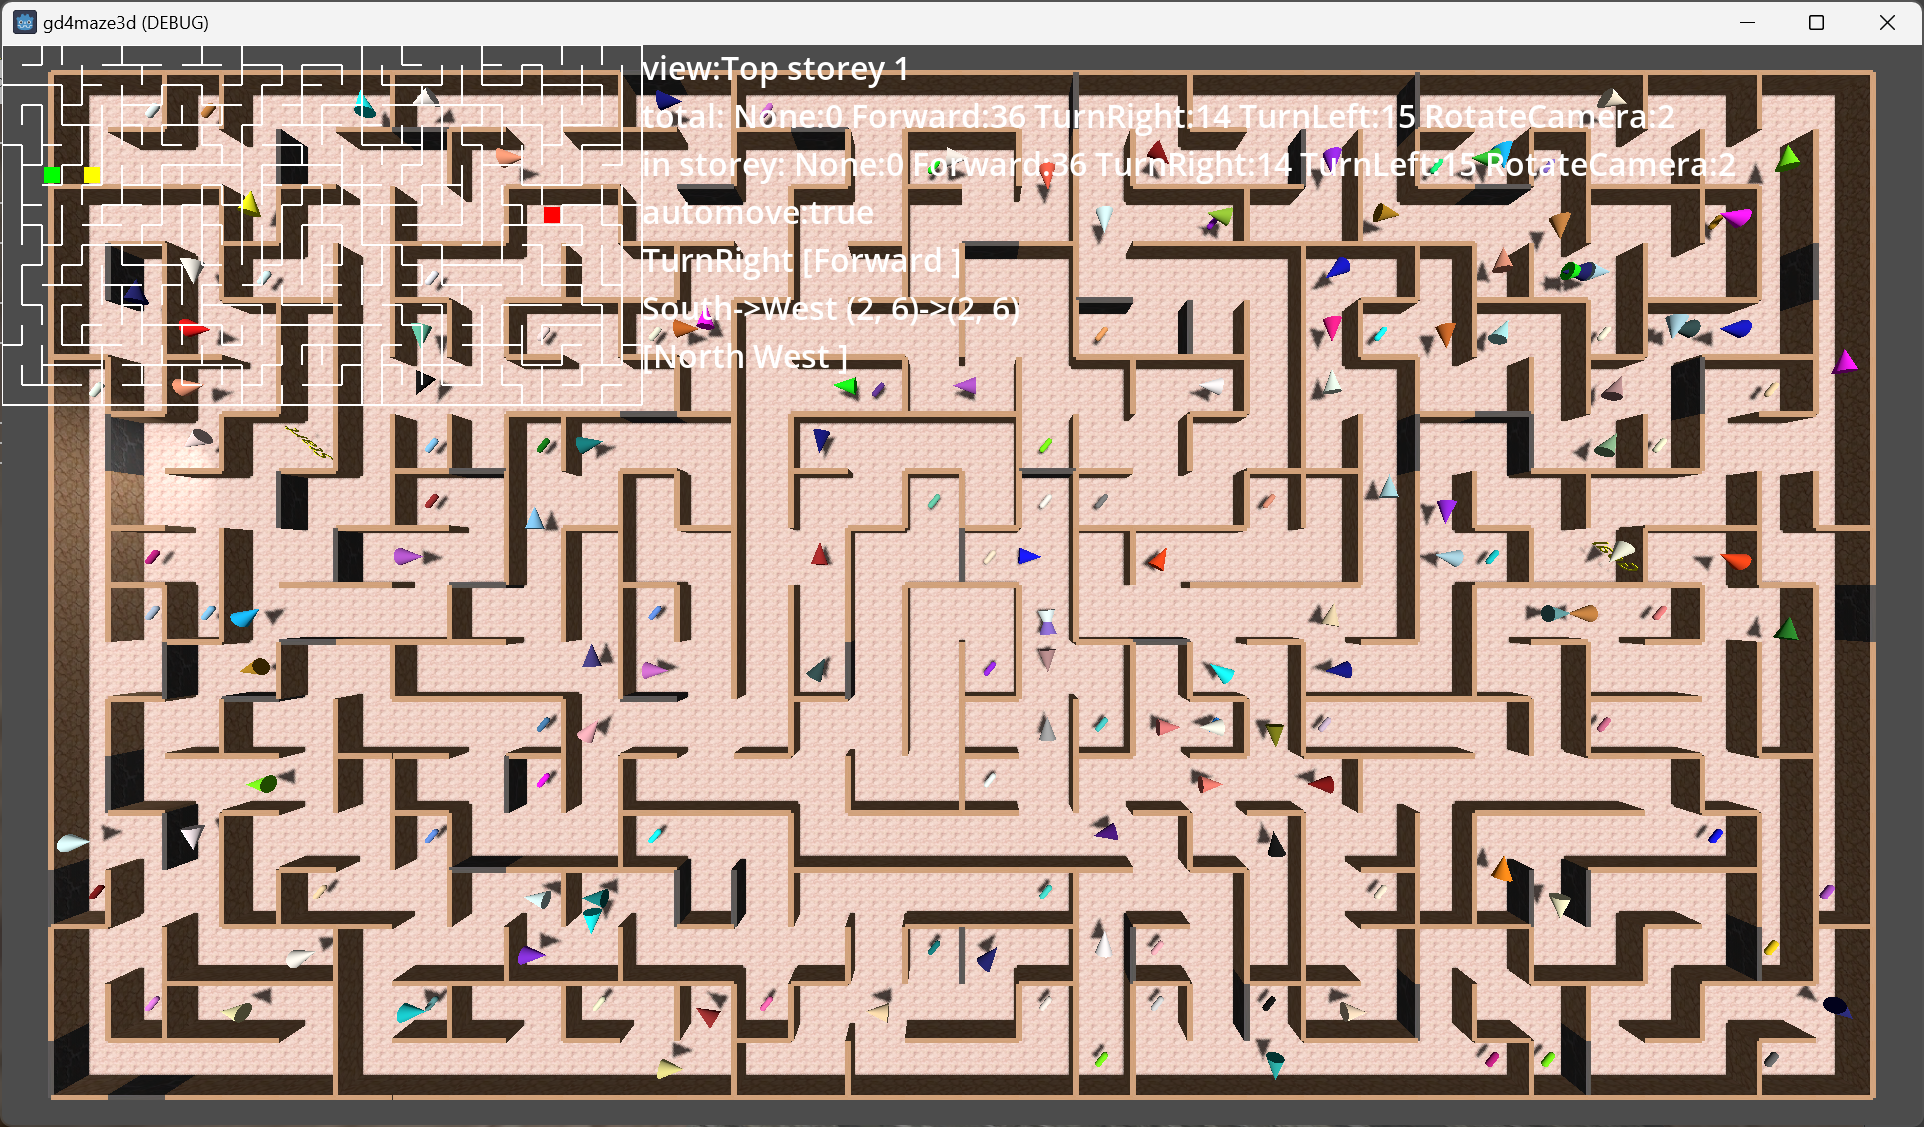 gd4maze3d (DEBUG)
view:Top storey 1
total: None:0 Forward:36 TurnRight:14 TurnLeft:15 RotateCamera:2
in storey: None:0 Forward:36 TurnRight:14 TurnLeft:15 RotateCamera:2
automove:true
TurnRight [Forward ]
South->West (2, 6)->(2, 6)
[North West ]